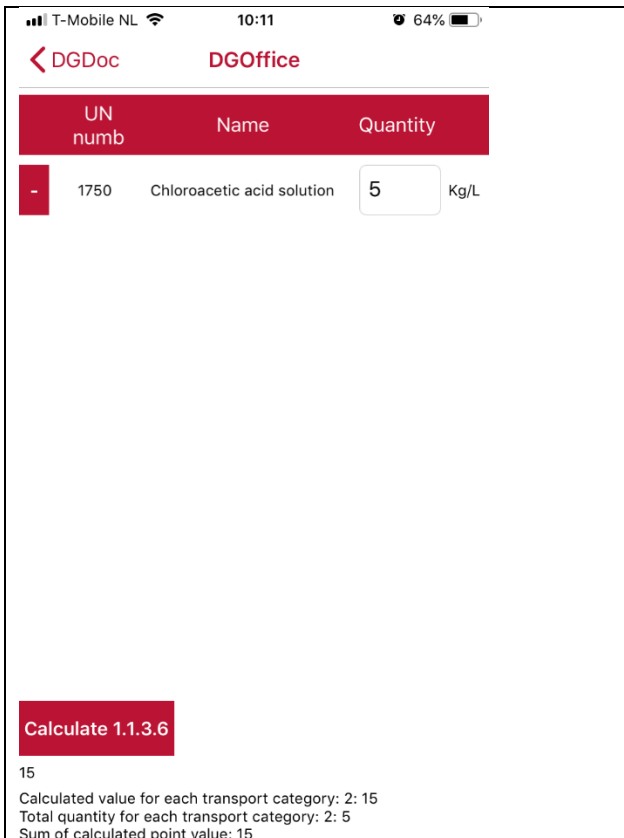 T-Mobile NL 10:11 64%
DGDoc DGOffice
UN numb Name Quantity
- 1750 Chloroacetic acid solution 5 Kg/L
Calculate 1.1.3.6
15
Calculated value for each transport category: 2: 15
Total quantity for each transport category: 2: 5
Sum of calculated point value: 15